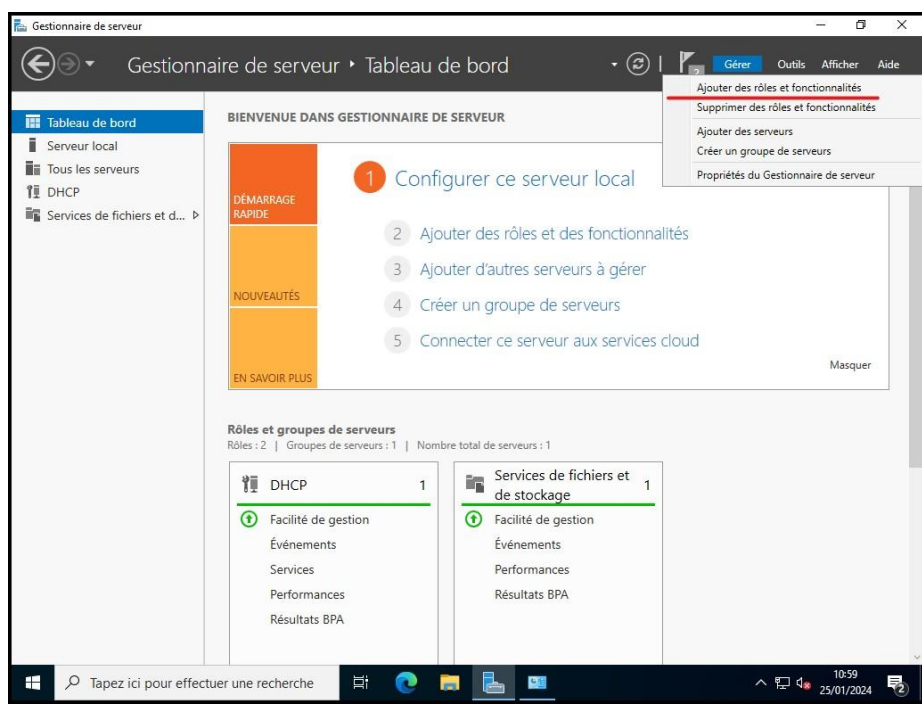 Gestionnaire de serveur
Gestionnaire de serveur ‣ Tableau de bord
2
Gérer Outils Afficher Aide
Ajouter des rôles et fonctionnalités
Supprimer des rôles et fonctionnalités
Ajouter des serveurs
Créer un groupe de serveurs
Propriétés du Gestionnaire de serveur
Tableau de bord
Serveur local
Tous les serveurs
DHCP
Services de fichiers et d...
BIENVENUE DANS GESTIONNAIRE DE SERVEUR
DÉMARRAGE
RAPIDE
NOUVEAUTÉS
EN SAVOIR PLUS
1 Configurer ce serveur local
2 Ajouter des rôles et des fonctionnalités
3 Ajouter d’autres serveurs à gérer
4 Créer un groupe de serveurs
5 Connecter ce serveur aux services cloud
Masquer
Rôles et groupes de serveurs
Rôles : 2 | Groupes de serveurs : 1 | Nombre total de serveurs : 1
DHCP 1
Facilité de gestion
Événements
Services
Performances
Résultats BPA
Services de fichiers et
de stockage 1
Facilité de gestion
Événements
Performances
Résultats BPA
Tapez ici pour effectuer une recherche
10:59
25/01/2024
2